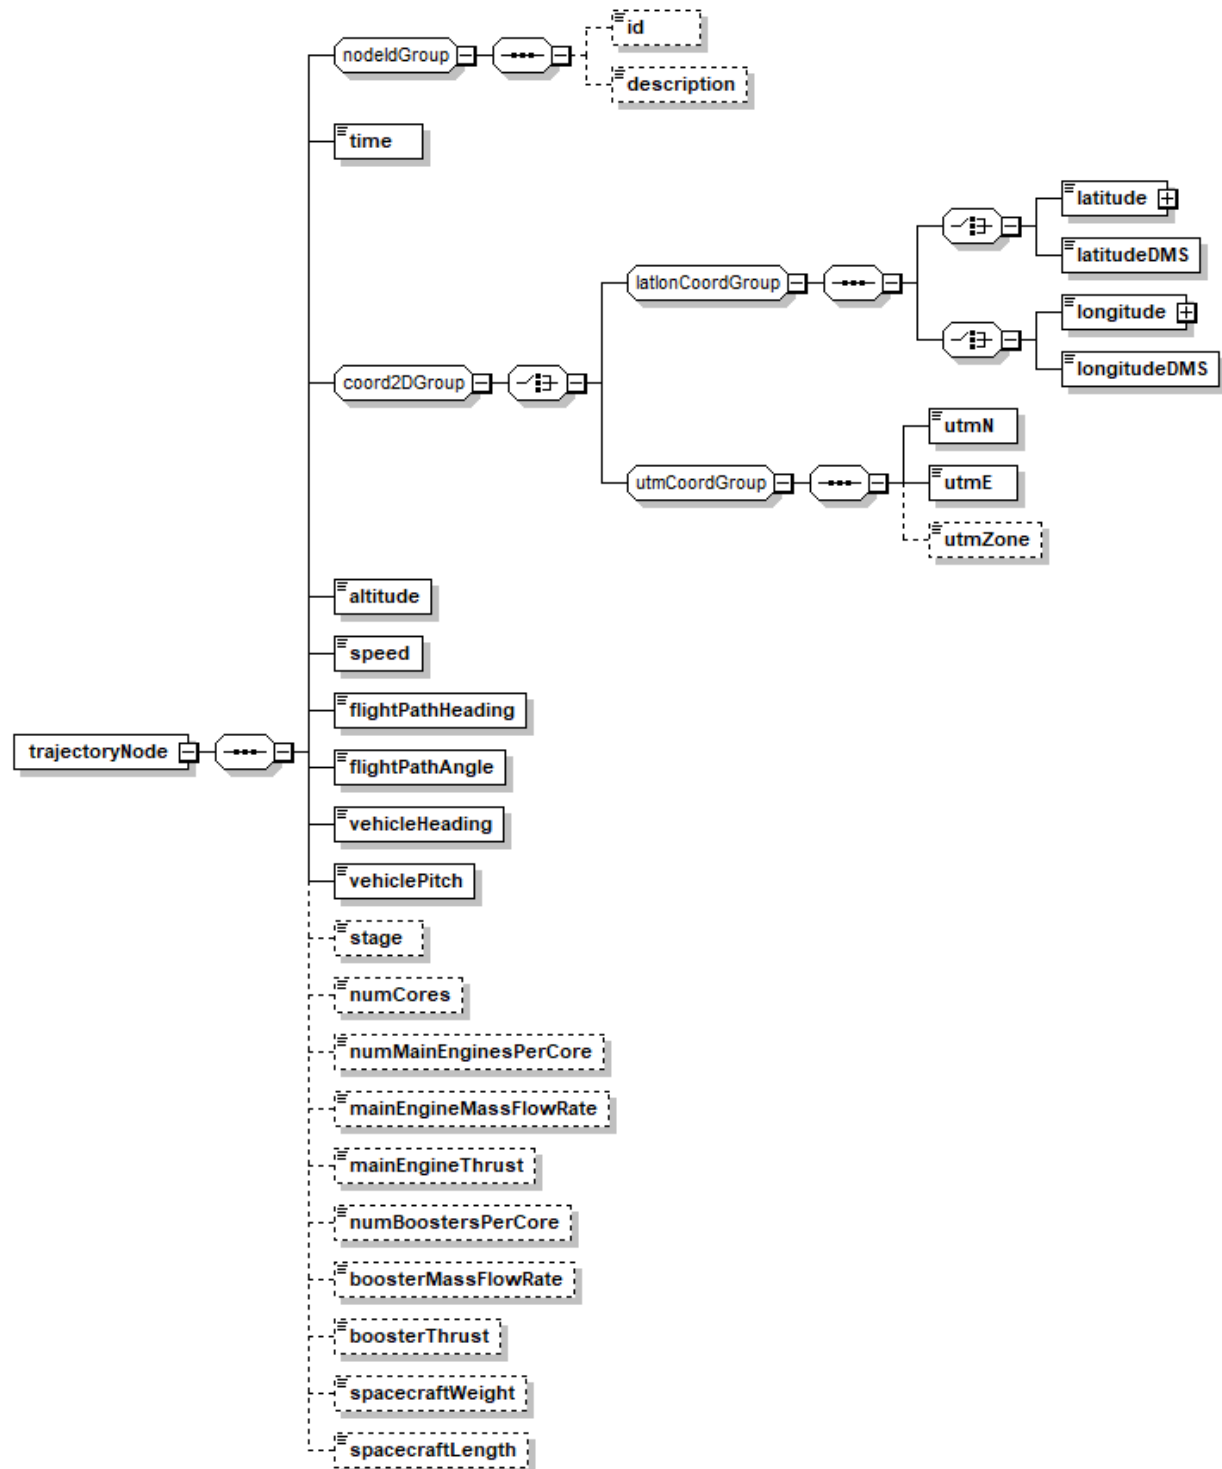 nodeIdGroup
id
description
time
coord2DGroup
latlonCoordGroup
latitude
latitudeDMS
longitude
longitudeDMS
utmCoordGroup
utmN
utmE
utmZone
altitude
speed
flightPathHeading
trajectoryNode
flightPathAngle
vehicleHeading
vehiclePitch
stage
numCores
numMainEnginesPerCore
mainEngineMassFlowRate
mainEngineThrust
numBoostersPerCore
boosterMassFlowRate
boosterThrust
spacecraftWeight
spacecraftLength